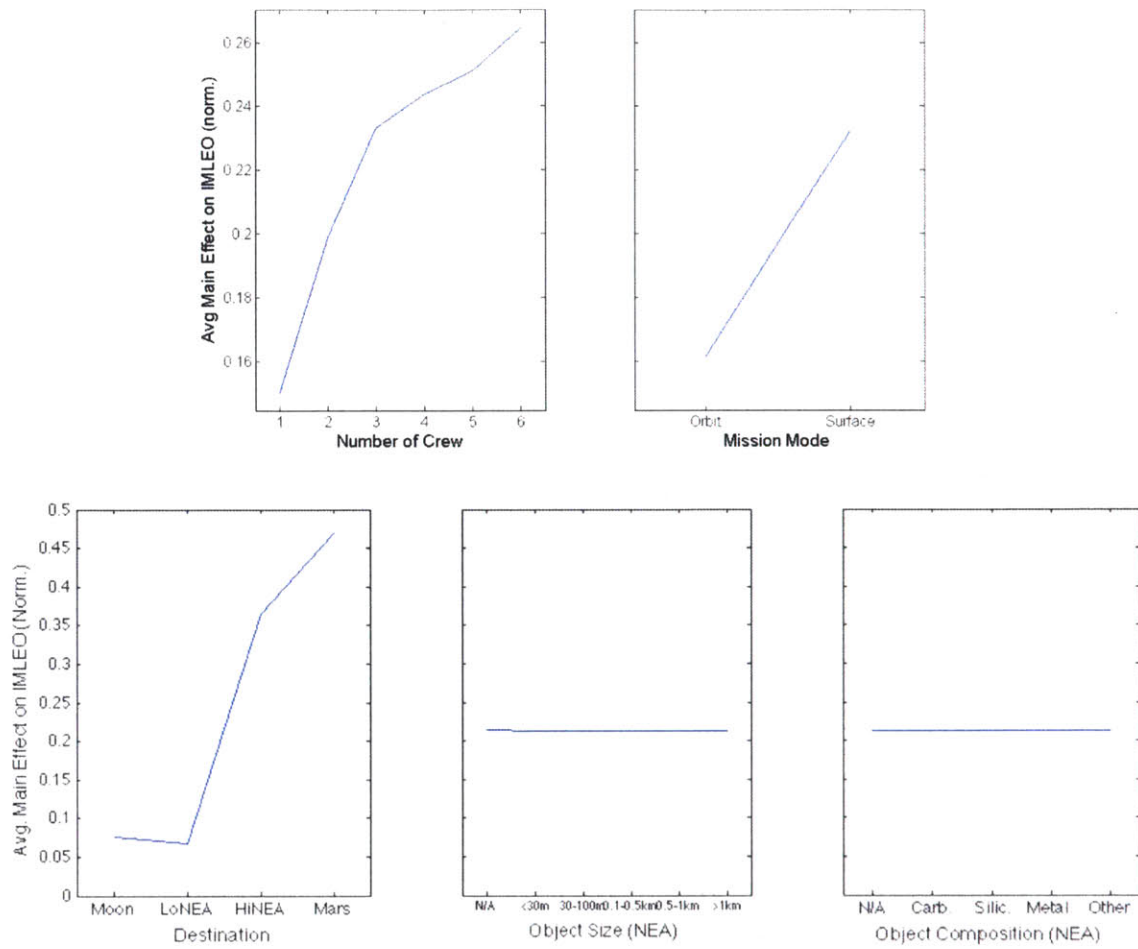 0.26
0.24
0.22
0.2
0.18
0.16
Avg Main Effect on IMLEO (norm.)
1 2 3 4 5 6
Number of Crew
Orbit Surface
Mission Mode
0.5
0.45
0.4
0.35
0.3
0.25
0.2
0.15
0.1
0.05
0
Avg. Main Effect on IMLEO (Norm.)
Moon LoNEA HiNEA Mars
Destination
N/A <30m 30-100m 0.1-0.5km 0.5-1km >1km
Object Size (NEA)
N/A Carb. Silic. Metal. Other
Object Composition (NEA)